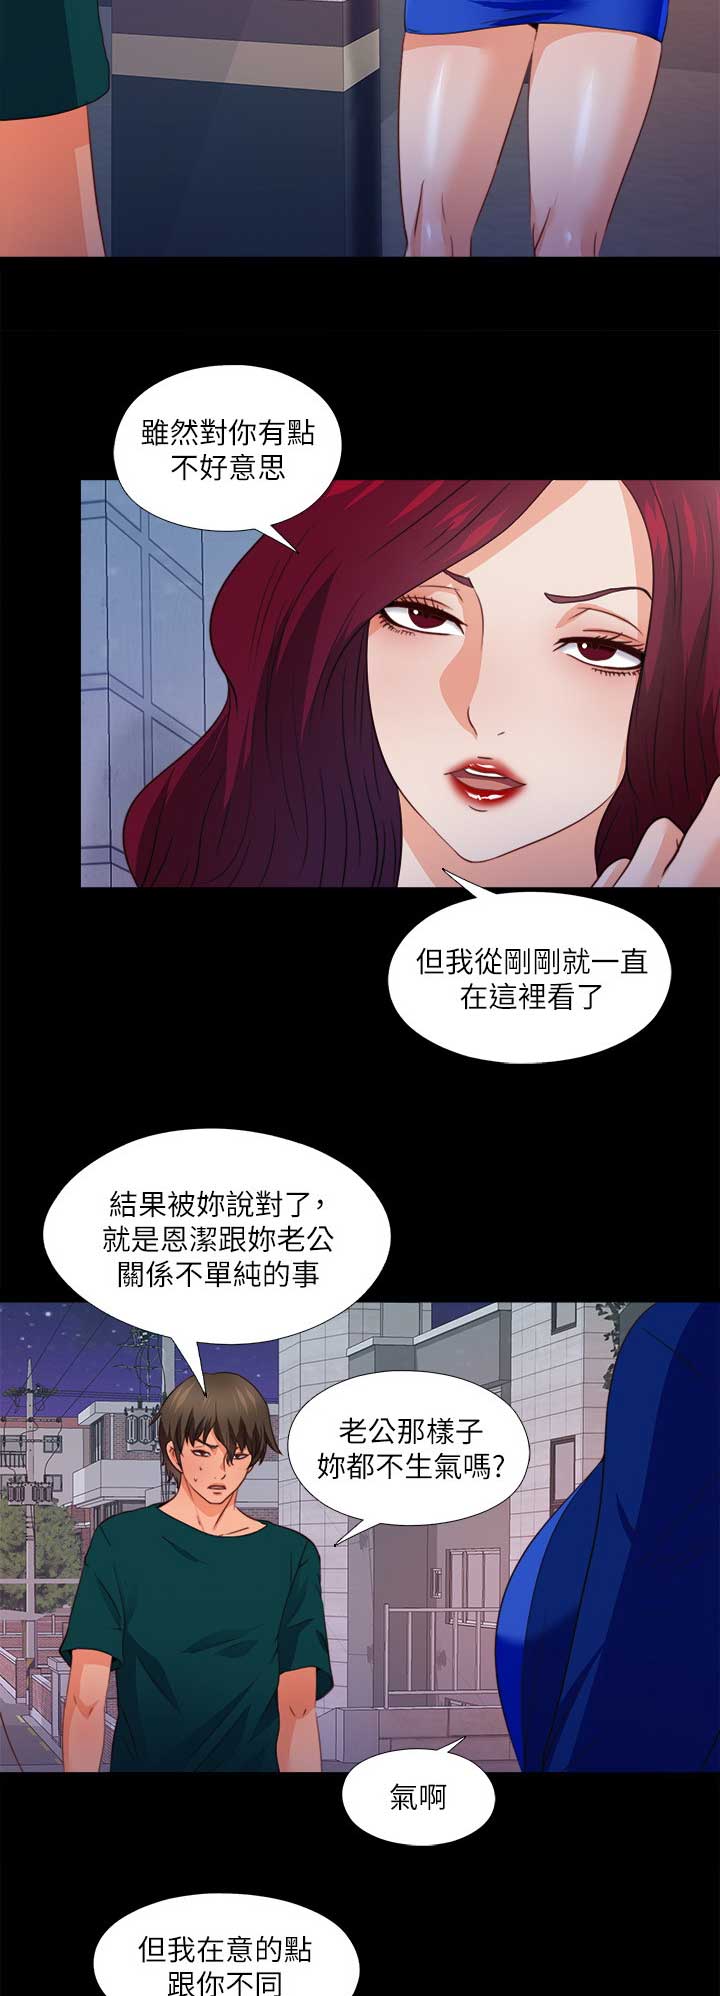 雖然對你有點
不好意思
但我從剛剛就一直
在這裡看了
結果被妳說對了,
就是恩潔跟妳老公
關係不單純的事
老公那樣子
妳都不生氣嗎?
氣啊
但我在意的點
跟你不同